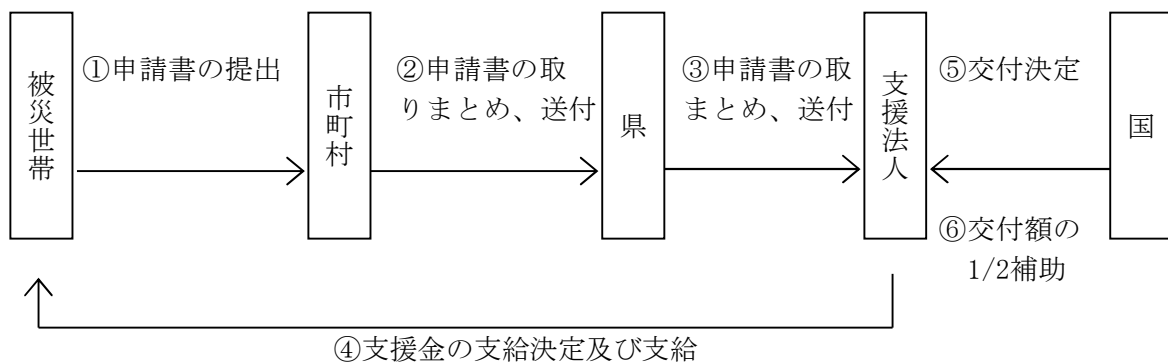 被災世帯
①申請書の提出
市町村
②申請書の取
りまとめ、送付
県
③申請書の取
まとめ、送付
支援法人
⑤交付決定
国
⑥交付額の
1/2補助
④支援金の支給決定及び支給